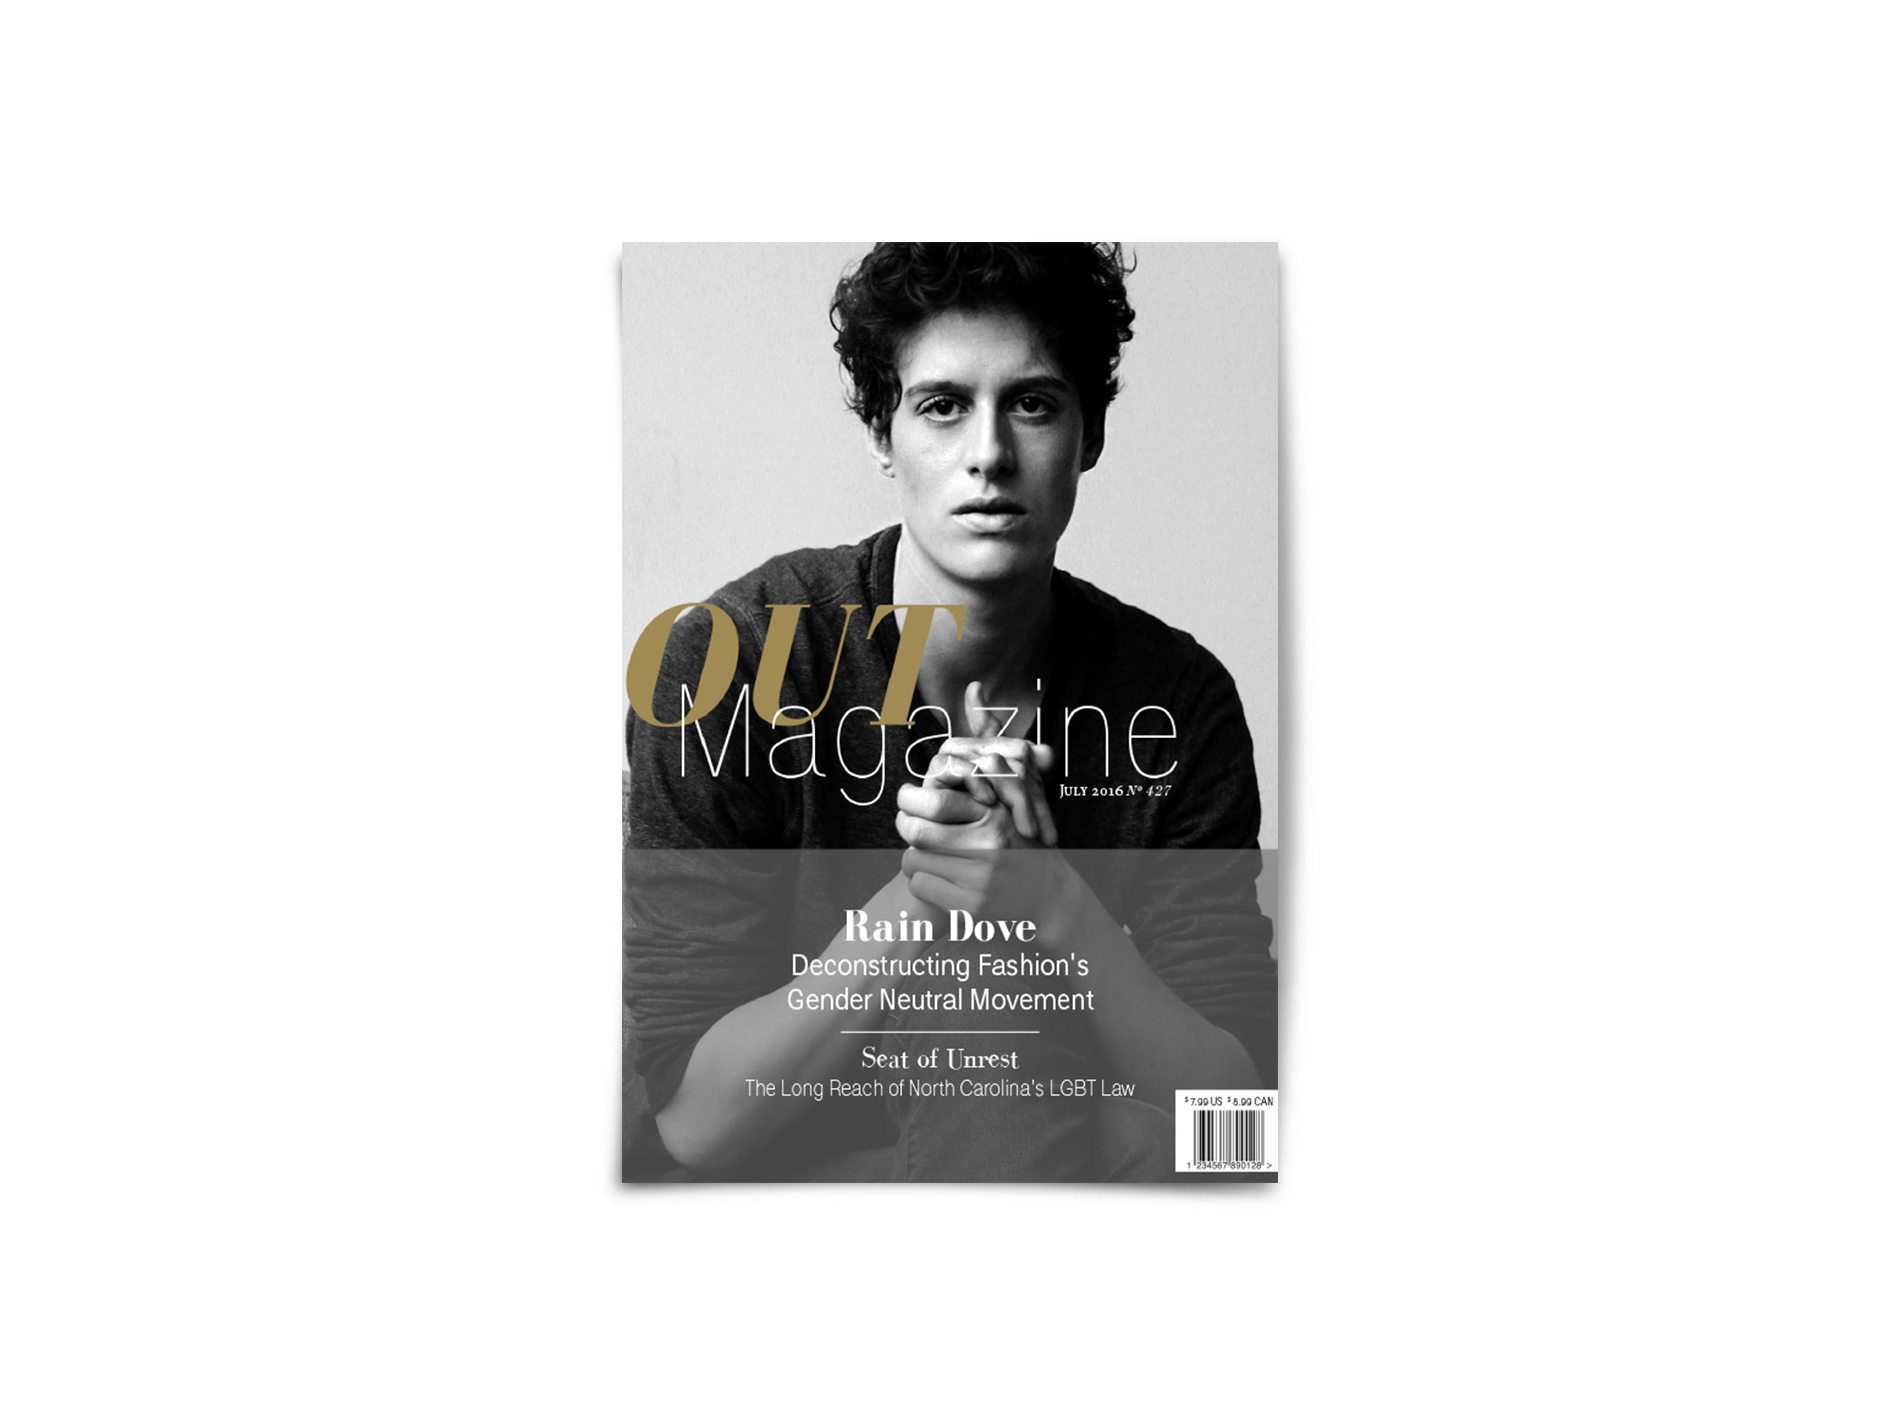 OUT
Magazine
July 2016 Nº 427
Rain Dove
Deconstructing Fashion's
Gender Neutral Movement
Seat of Unrest
The Long Reach of North Carolina's LGBT Law
$7.99 US $8.99 CAN
1 234567 890128 >